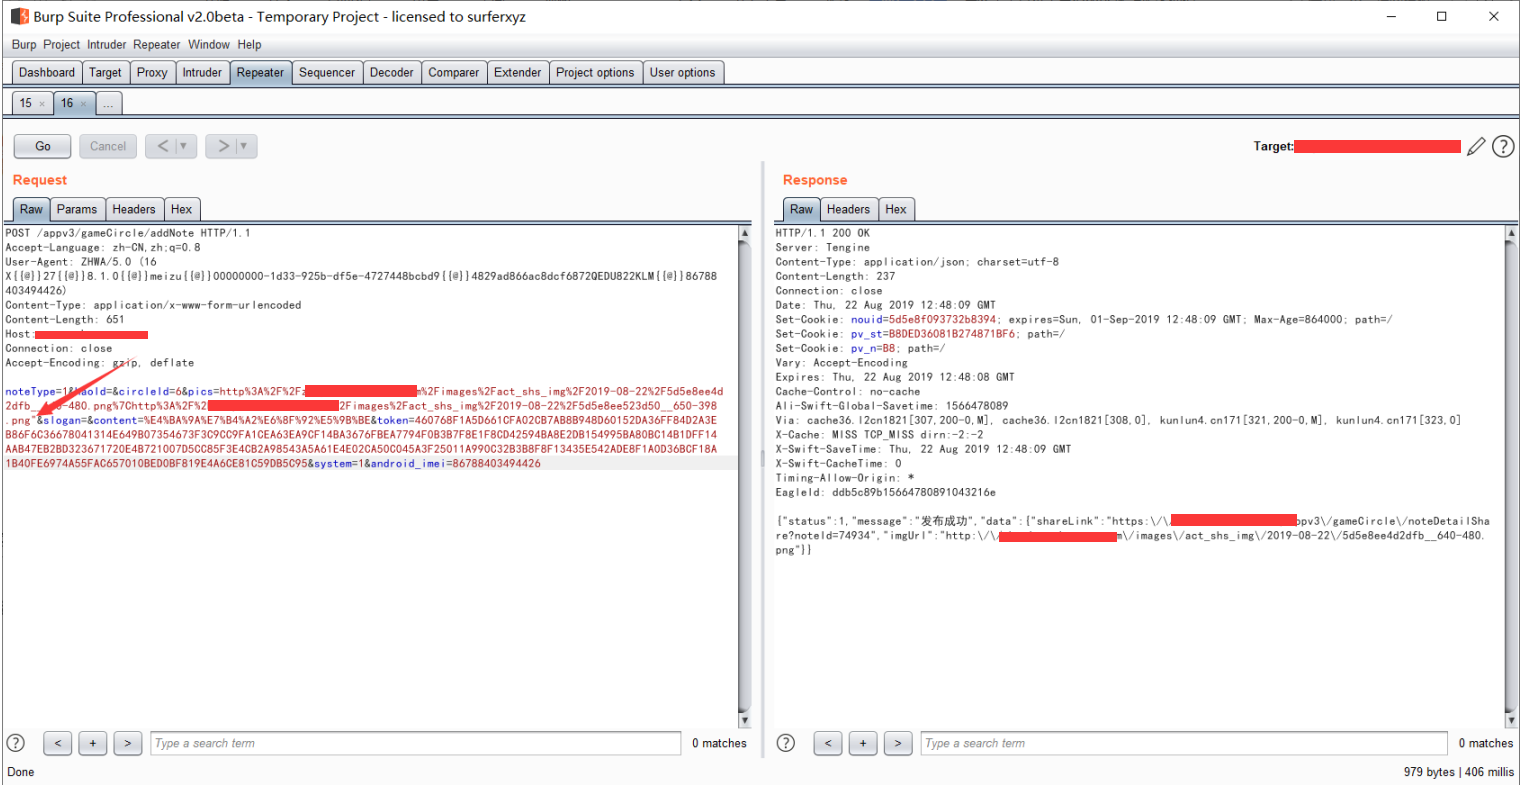 Burp Suite Professional v2.0beta - Temporary Project - licensed to surferxyz
Burp Project Intruder Repeater Window Help
Dashboard Target Proxy Intruder Repeater Sequencer Decoder Comparer Extender Project options User options
15 × 16 × ...
Go Cancel < ▼ > ▼
Target:
Request
Raw Params Headers Hex
POST /appv3/gameCircle/addNote HTTP/1.1
Accept-Language: zh-CN,zh;q=0.8
User-Agent: ZHWA/5.0 (16
X{[@]}27{[@]}8.1.0{[@]}meizu{[@]}00000000-1d33-925b-df5e-4727448bcbd9{[@]}4829ad866ac8dcf6872QEDU822KLM{[@]}86788
403494426)
Content-Type: application/x-www-form-urlencoded
Content-Length: 651
Host:
Connection: close
Accept-Encoding: gzip, deflate
noteType=1&haoId=&circleId=6&pics=http%3A%2F%2Fz m%2Fimages%2Fact_shs_img%2F2019-08-22%2F5d5e8ee4d
2dfb__640-480.png%7Chttp%3A%2F%2 2Fimages%2Fact_shs_img%2F2019-08-22%2F5d5e8ee523d50__650-398
.png"&slogan=&content=%E4%BA%9A%E7%B4%A2%E6%8F%92%E5%9B%BE&token=460768F1A5D661CFA02CB7AB8B948D60152DA36FF84D2A3E
B86F6C36678041314E649B07354673F3C9CC9FA1CEA63EA9CF14BA3676FBEA7794F0B3B7F8E1F8CD42594BA8E2DB154995BA80BC14B1DFF14
AAB47EB2BD323671720E4B721007D5CC85F3E4CB2A98543A5A61E4E02CA50C045A3F25011A990C32B3B8F8F13435E542ADE8F1A0D36BCF18A
1B40FE6974A55FAC657010BED0BF819E4A6CE81C59DB5C95&system=1&android_imei=86788403494426
Response
Raw Headers Hex
HTTP/1.1 200 OK
Server: Tengine
Content-Type: application/json; charset=utf-8
Content-Length: 237
Connection: close
Date: Thu, 22 Aug 2019 12:48:09 GMT
Set-Cookie: nouid=5d5e8f093732b8394; expires=Sun, 01-Sep-2019 12:48:09 GMT; Max-Age=864000; path=/
Set-Cookie: pv_st=B8DED36081B274871BF6; path=/
Set-Cookie: pv_n=B8; path=/
Vary: Accept-Encoding
Expires: Thu, 22 Aug 2019 12:48:08 GMT
Cache-Control: no-cache
Ali-Swift-Global-Savetime: 1566478089
Via: cache36.l2cn1821[307,200-0,M], cache36.l2cn1821[308,0], kunlun4.cn171[321,200-0,M], kunlun4.cn171[323,0]
X-Cache: MISS TCP_MISS dirn:-2:-2
X-Swift-SaveTime: Thu, 22 Aug 2019 12:48:09 GMT
X-Swift-CacheTime: 0
Timing-Allow-Origin: *
EagleId: ddb5c89b15664780891043216e
{"status":1,"message":"发布成功","data":{"shareLink":"https:\/\/ ppv3\/gameCircle\/noteDetailSha
re?noteId=74934","imgUrl":"http:\/\/ m\/images\/act_shs_img\/2019-08-22\/5d5e8ee4d2dfb__640-480.
png"}}
? < + > Type a search term 0 matches
? < + > Type a search term 0 matches
Done
979 bytes | 406 millis